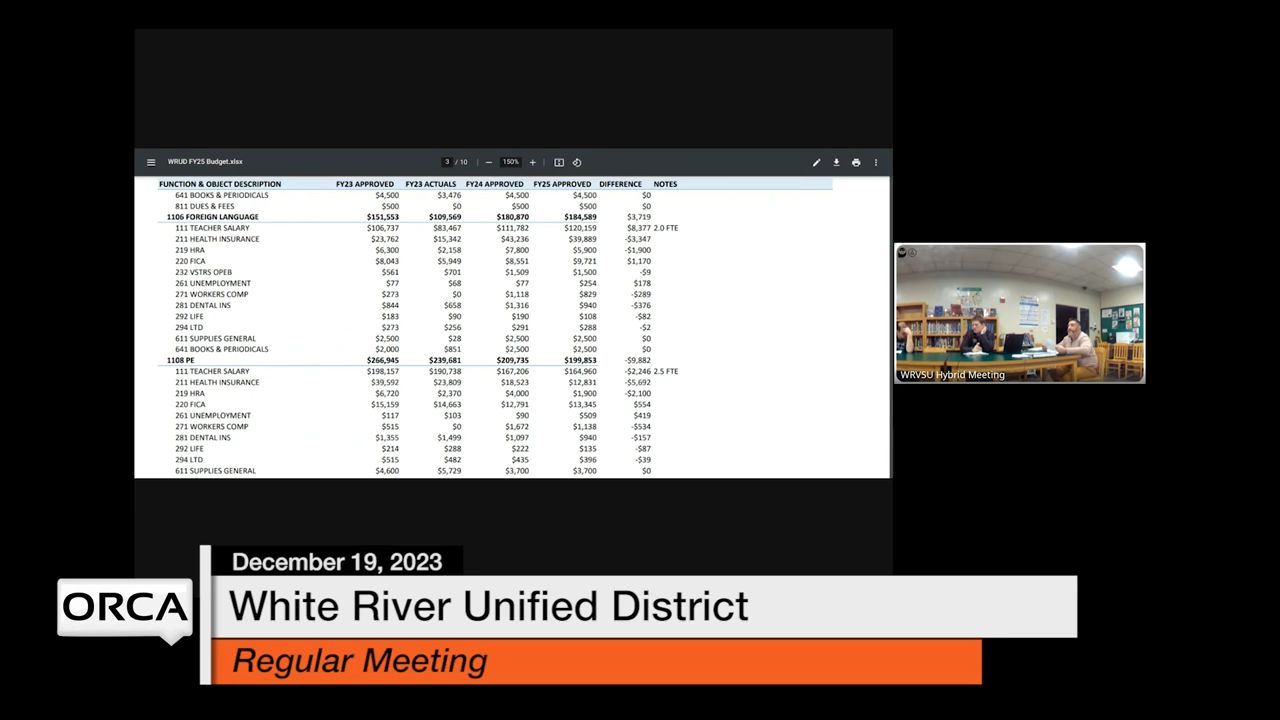 WRUD FY25 Budget.xlsx 3 / 10 150%
FUNCTION & OBJECT DESCRIPTION FY23 APPROVED FY23 ACTUALS FY24 APPROVED FY25 APPROVED DIFFERENCE NOTES
641 BOOKS & PERIODICALS $4,500 $3,476 $4,500 $4,500 $0
811 DUES & FEES $500 $0 $500 $500 $0
1106 FOREIGN LANGUAGE $151,553 $109,569 $180,870 $184,589 $3,719
111 TEACHER SALARY $106,737 $83,467 $111,782 $120,159 $8,377 2.0 FTE
211 HEALTH INSURANCE $23,762 $15,342 $43,236 $39,889 -$3,347
219 HRA $6,300 $2,158 $7,800 $5,900 -$1,900
220 FICA $8,043 $5,949 $8,551 $9,721 $1,170
232 VSTRS OPEB $561 $701 $1,509 $1,500 -$9
261 UNEMPLOYMENT $77 $68 $77 $254 $178
271 WORKERS COMP $273 $0 $1,118 $829 -$289
281 DENTAL INS $844 $658 $1,316 $940 -$376
292 LIFE $183 $90 $190 $108 -$82
294 LTD $273 $256 $291 $288 -$2
611 SUPPLIES GENERAL $2,500 $28 $2,500 $2,500 $0
641 BOOKS & PERIODICALS $2,000 $851 $2,500 $2,500 $0
1108 PE $266,945 $239,681 $209,735 $199,853 -$9,882
111 TEACHER SALARY $198,157 $190,738 $167,206 $164,960 -$2,246 2.5 FTE
211 HEALTH INSURANCE $39,592 $23,809 $18,523 $12,831 -$5,692
219 HRA $6,720 $2,370 $4,000 $1,900 -$2,100
220 FICA $15,159 $14,663 $12,791 $13,345 $554
261 UNEMPLOYMENT $117 $103 $90 $509 $419
271 WORKERS COMP $515 $0 $1,672 $1,138 -$534
281 DENTAL INS $1,355 $1,499 $1,097 $940 -$157
292 LIFE $214 $288 $222 $135 -$87
294 LTD $515 $482 $435 $396 -$39
611 SUPPLIES GENERAL $4,600 $5,729 $3,700 $3,700 $0
WRVSU Hybrid Meeting
December 19, 2023
ORCA
White River Unified District
Regular Meeting